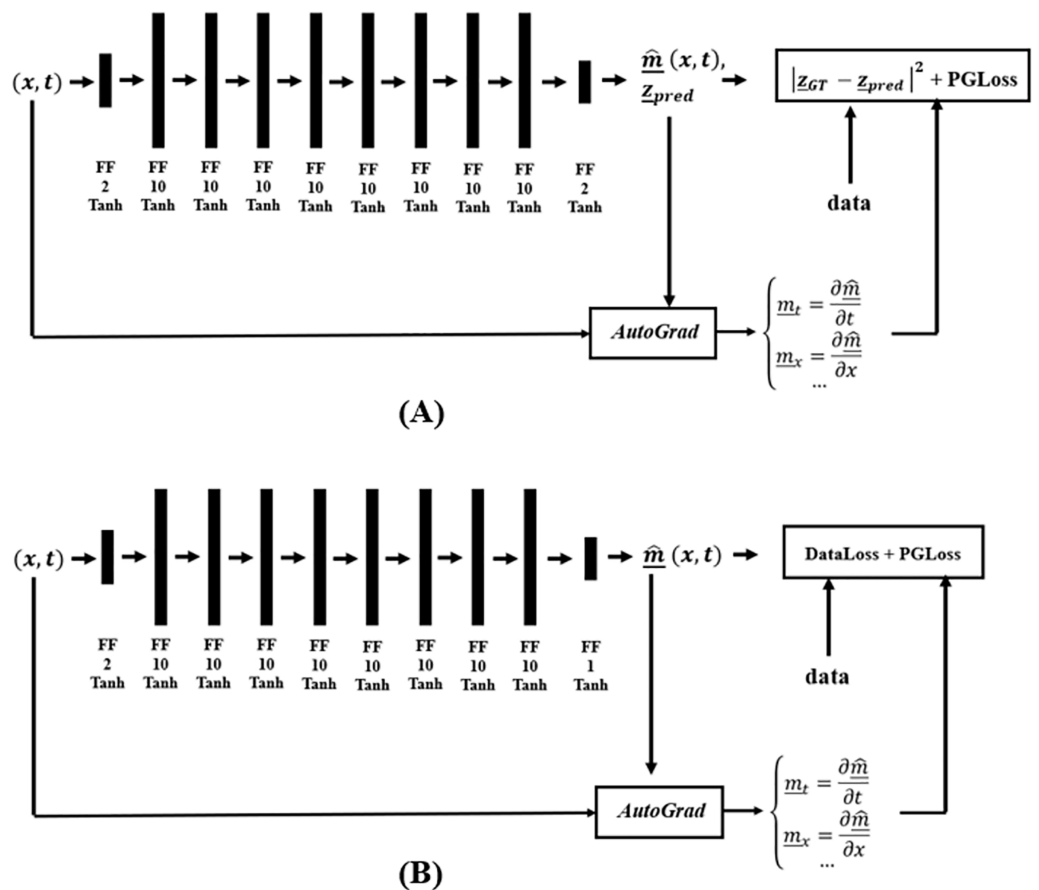 (x, t)
m̂ (x, t),
z_pred
|z_GT − z_pred|² + PGLoss
FF FF FF FF FF FF FF FF FF FF
2 10 10 10 10 10 10 10 10 2
Tanh Tanh Tanh Tanh Tanh Tanh Tanh Tanh Tanh Tanh
data
AutoGrad
m_t = ∂m̂/∂t
m_x = ∂m̂/∂x
...
(A)
(x, t)
m̂ (x, t)
DataLoss + PGLoss
FF FF FF FF FF FF FF FF FF FF
2 10 10 10 10 10 10 10 10 1
Tanh Tanh Tanh Tanh Tanh Tanh Tanh Tanh Tanh Tanh
data
AutoGrad
m_t = ∂m̂/∂t
m_x = ∂m̂/∂x
...
(B)